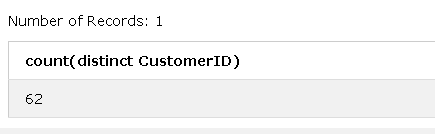 Number of Records: 1
count(distinct CustomerID)
62